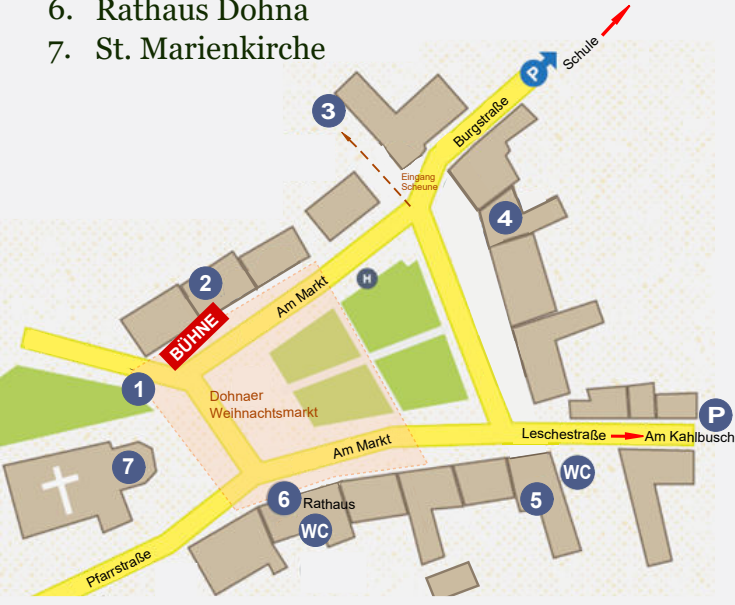 6. Rathaus Dohna
7. St. Marienkirche
Schule
P
Burgstraße
3
Eingang
Scheune
4
2
H
Am Markt
BÜHNE
1
Dohnaer
Weihnachtsmarkt
P
Leschestraße
Am Kahlbusch
Am Markt
7
WC
6
Rathaus
5
WC
Pfarrstraße